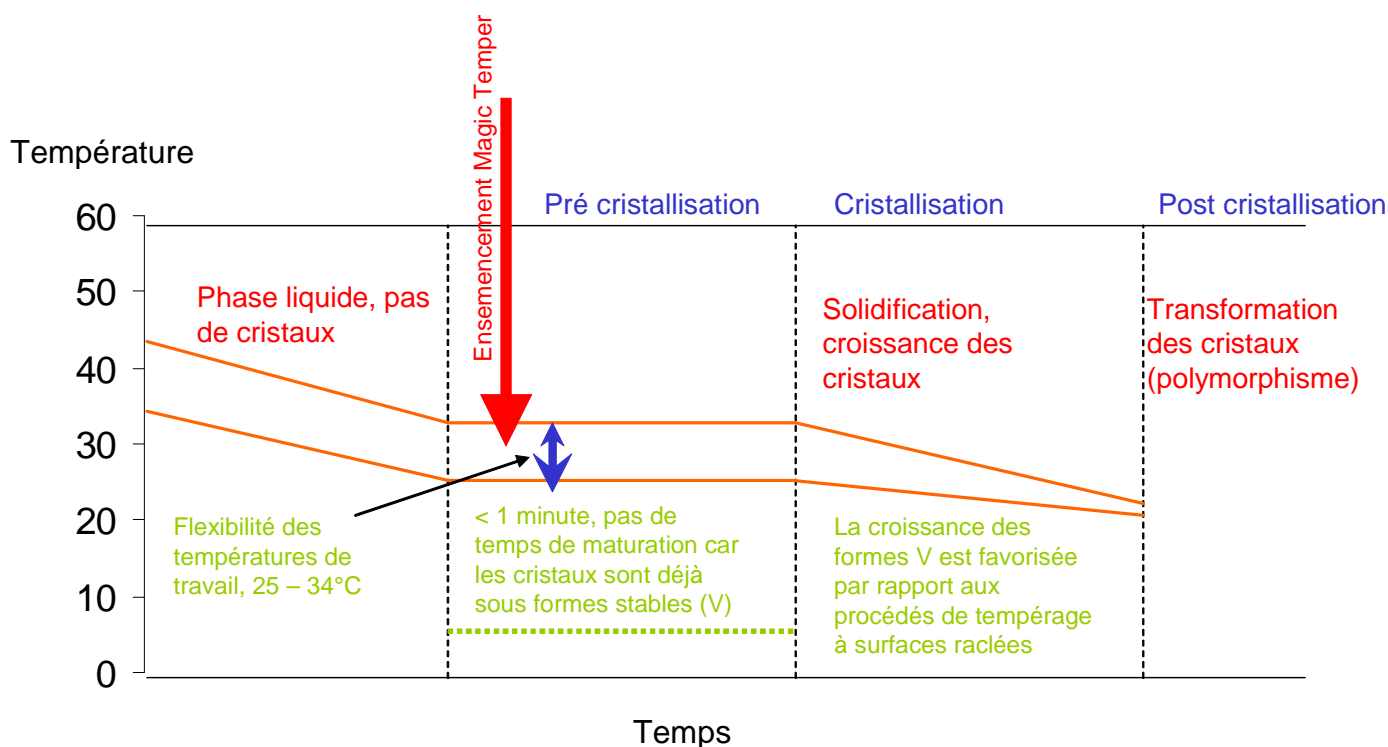 Ensemencement Magic Temper
Température
Pré cristallisation
Cristallisation
Post cristallisation
60
50
40
30
20
10
0
Phase liquide, pas
de cristaux
Solidification,
croissance des
cristaux
Transformation
des cristaux
(polymorphisme)
Flexibilité des
températures de
travail, 25 – 34°C
< 1 minute, pas de
temps de maturation car
les cristaux sont déjà
sous formes stables (V)
La croissance des
formes V est favorisée
par rapport aux
procédés de tempérage
à surfaces raclées
Temps